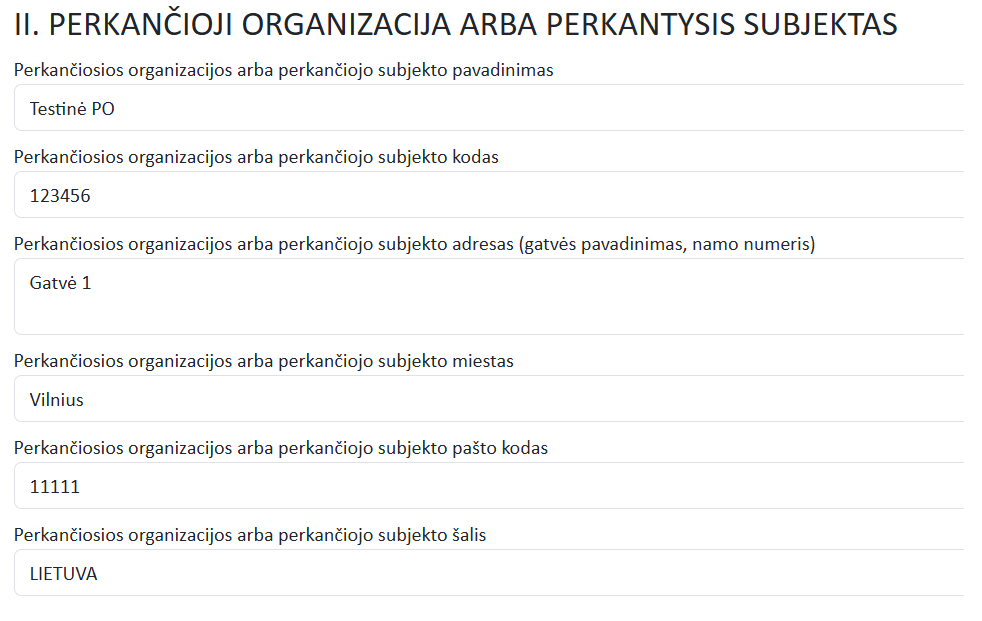 II. PERKANČIOJI ORGANIZACIJA ARBA PERKANTYSIS SUBJEKTAS
Perkančiosios organizacijos arba perkančiojo subjekto pavadinimas
Testinė PO
Perkančiosios organizacijos arba perkančiojo subjekto kodas
123456
Perkančiosios organizacijos arba perkančiojo subjekto adresas (gatvės pavadinimas, namo numeris)
Gatvė 1
Perkančiosios organizacijos arba perkančiojo subjekto miestas
Vilnius
Perkančiosios organizacijos arba perkančiojo subjekto pašto kodas
11111
Perkančiosios organizacijos arba perkančiojo subjekto šalis
LIETUVA